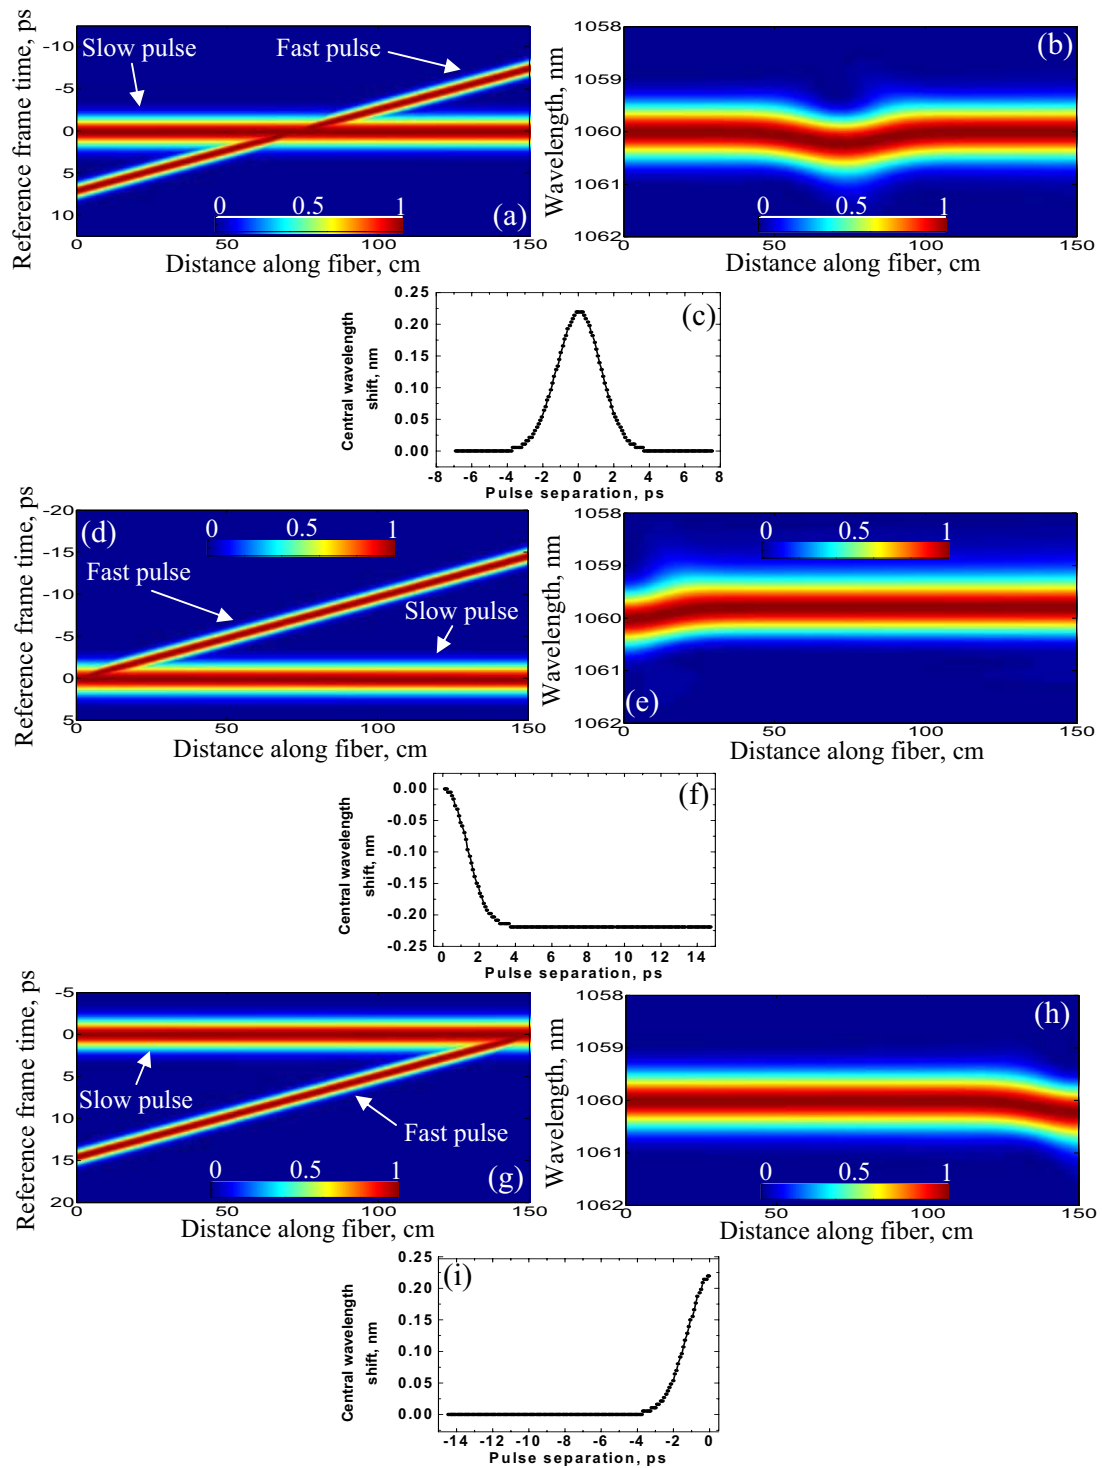 Reference frame time, ps
-10
-5
0
5
10
Slow pulse
Fast pulse
0 0.5 1
(a)
0 50 100 150
Distance along fiber, cm
Wavelength, nm
1058
1059
1060
1061
1062
(b)
0 0.5 1
0 50 100 150
Distance along fiber, cm
Central wavelength
shift, nm
0.25
0.20
0.15
0.10
0.05
0.00
(c)
-8 -6 -4 -2 0 2 4 6 8
Pulse separation, ps
Reference frame time, ps
-20
-15
-10
-5
0
5
(d)
0 0.5 1
Fast pulse
Slow pulse
0 50 100 150
Distance along fiber, cm
Wavelength, nm
1058
1059
1060
1061
1062
0 0.5 1
(e)
0 50 100 150
Distance along fiber, cm
Central wavelength
shift, nm
0.00
-0.05
-0.10
-0.15
-0.20
-0.25
(f)
0 2 4 6 8 10 12 14
Pulse separation, ps
Reference frame time, ps
-5
0
5
10
15
20
Slow pulse
Fast pulse
0 0.5 1
(g)
0 50 100 150
Distance along fiber, cm
Wavelength, nm
1058
1059
1060
1061
1062
(h)
0 0.5 1
0 50 100 150
Distance along fiber, cm
Central wavelength
shift, nm
0.25
0.20
0.15
0.10
0.05
0.00
(i)
-14 -12 -10 -8 -6 -4 -2 0
Pulse separation, ps